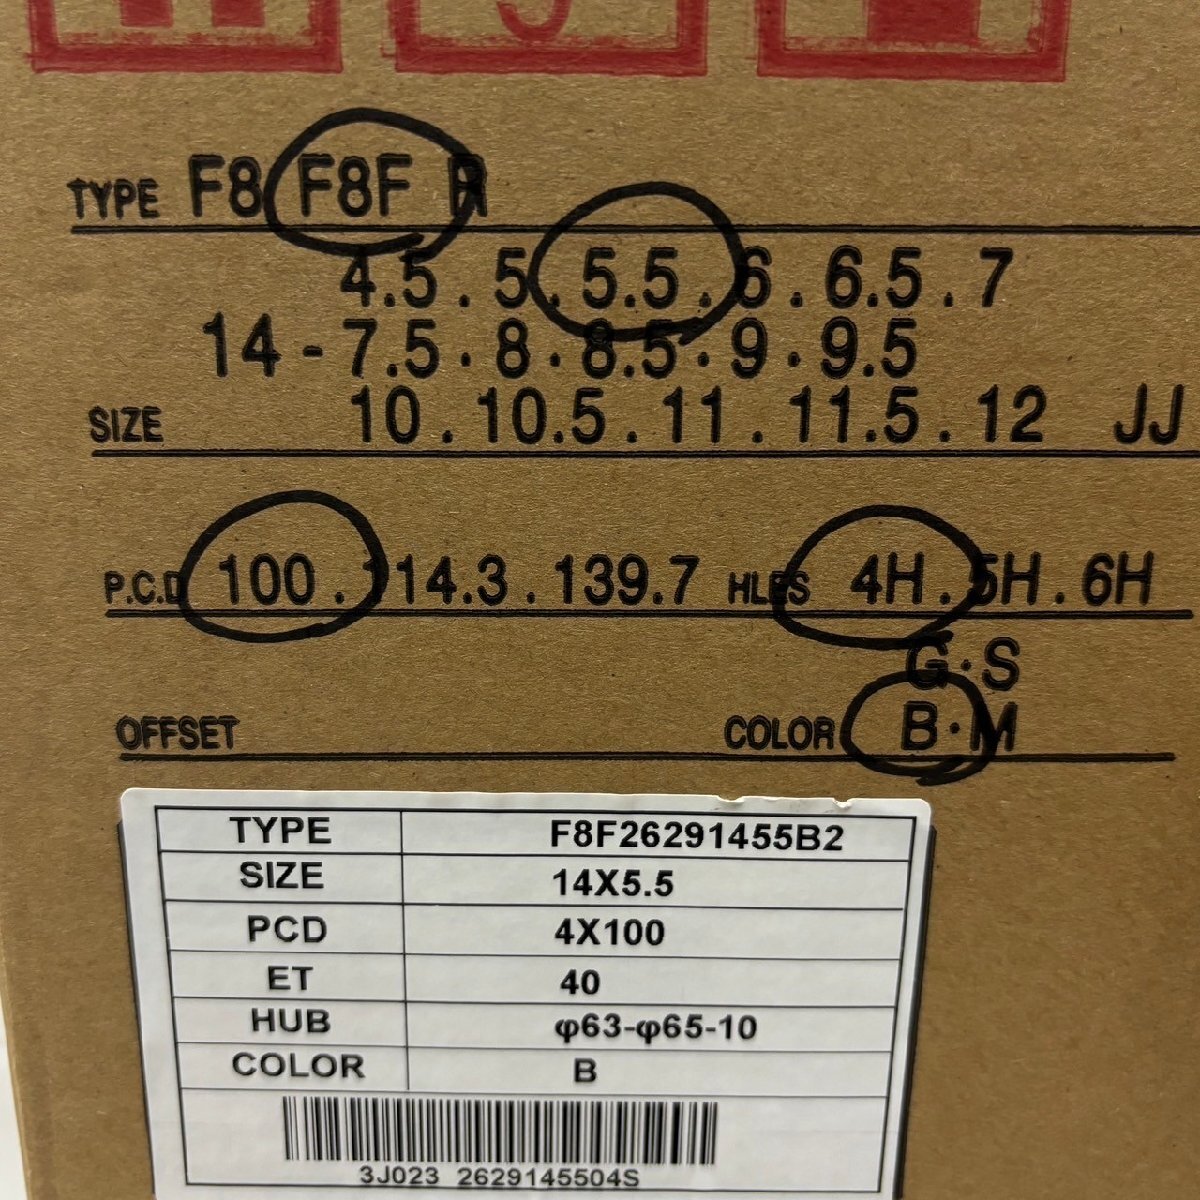 TYPE F8 F8F R
4.5 . 5 . 5.5 . 6 . 6.5 . 7
14 - 7.5 · 8 · 8.5 · 9 · 9.5
SIZE 10 . 10.5 . 11 . 11.5 . 12 JJ
P.C.D 100 . 114.3 . 139.7 HLES 4H . 5H . 6H
G · S
OFFSET COLOR B · M
TYPE F8F26291455B2
SIZE 14X5.5
PCD 4X100
ET 40
HUB φ63-φ65-10
COLOR B
3J023 2629145504S